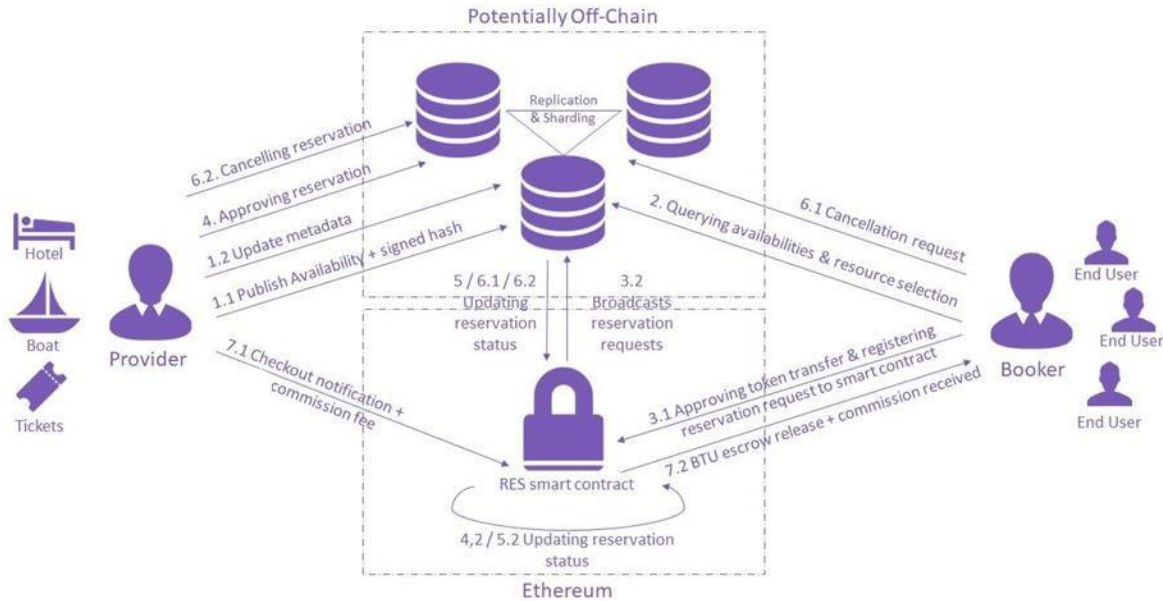 Potentially Off-Chain
Replication
& Sharding
6.2. Cancelling reservation
4. Approving reservation
1.2 Update metadata
1.1 Publish Availability + signed hash
Hotel
Boat
Tickets
Provider
7.1 Checkout notification +
commission fee
5 / 6.1 / 6.2
Updating
reservation
status
3.2
Broadcasts
reservation
requests
6.1 Cancellation request
2. Querying availabilities & resource selection
End User
End User
End User
Booker
3.1 Approving token transfer & registering
reservation request to smart contract
7.2 BTU escrow release + commission received
RES smart contract
4,2 / 5.2 Updating reservation
status
Ethereum